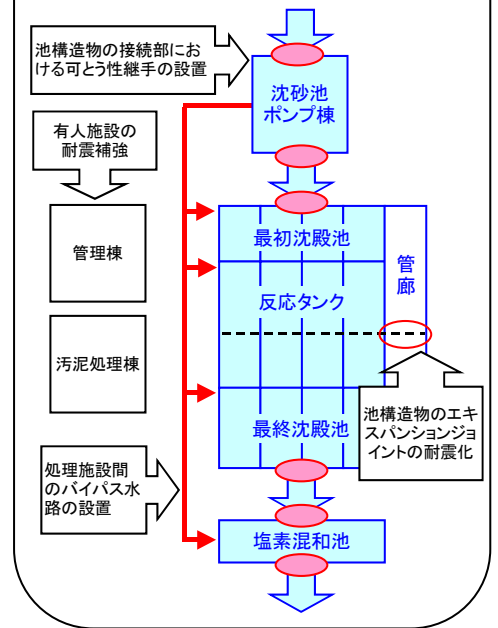 池構造物の接続部にお
ける可とう性継手の設置
沈砂池
ポンプ棟
有人施設の
耐震補強
管理棟
最初沈殿池
管
廊
反応タンク
汚泥処理棟
池構造物のエキ
スパンションジョ
イントの耐震化
最終沈殿池
処理施設間
のバイパス水
路の設置
塩素混和池